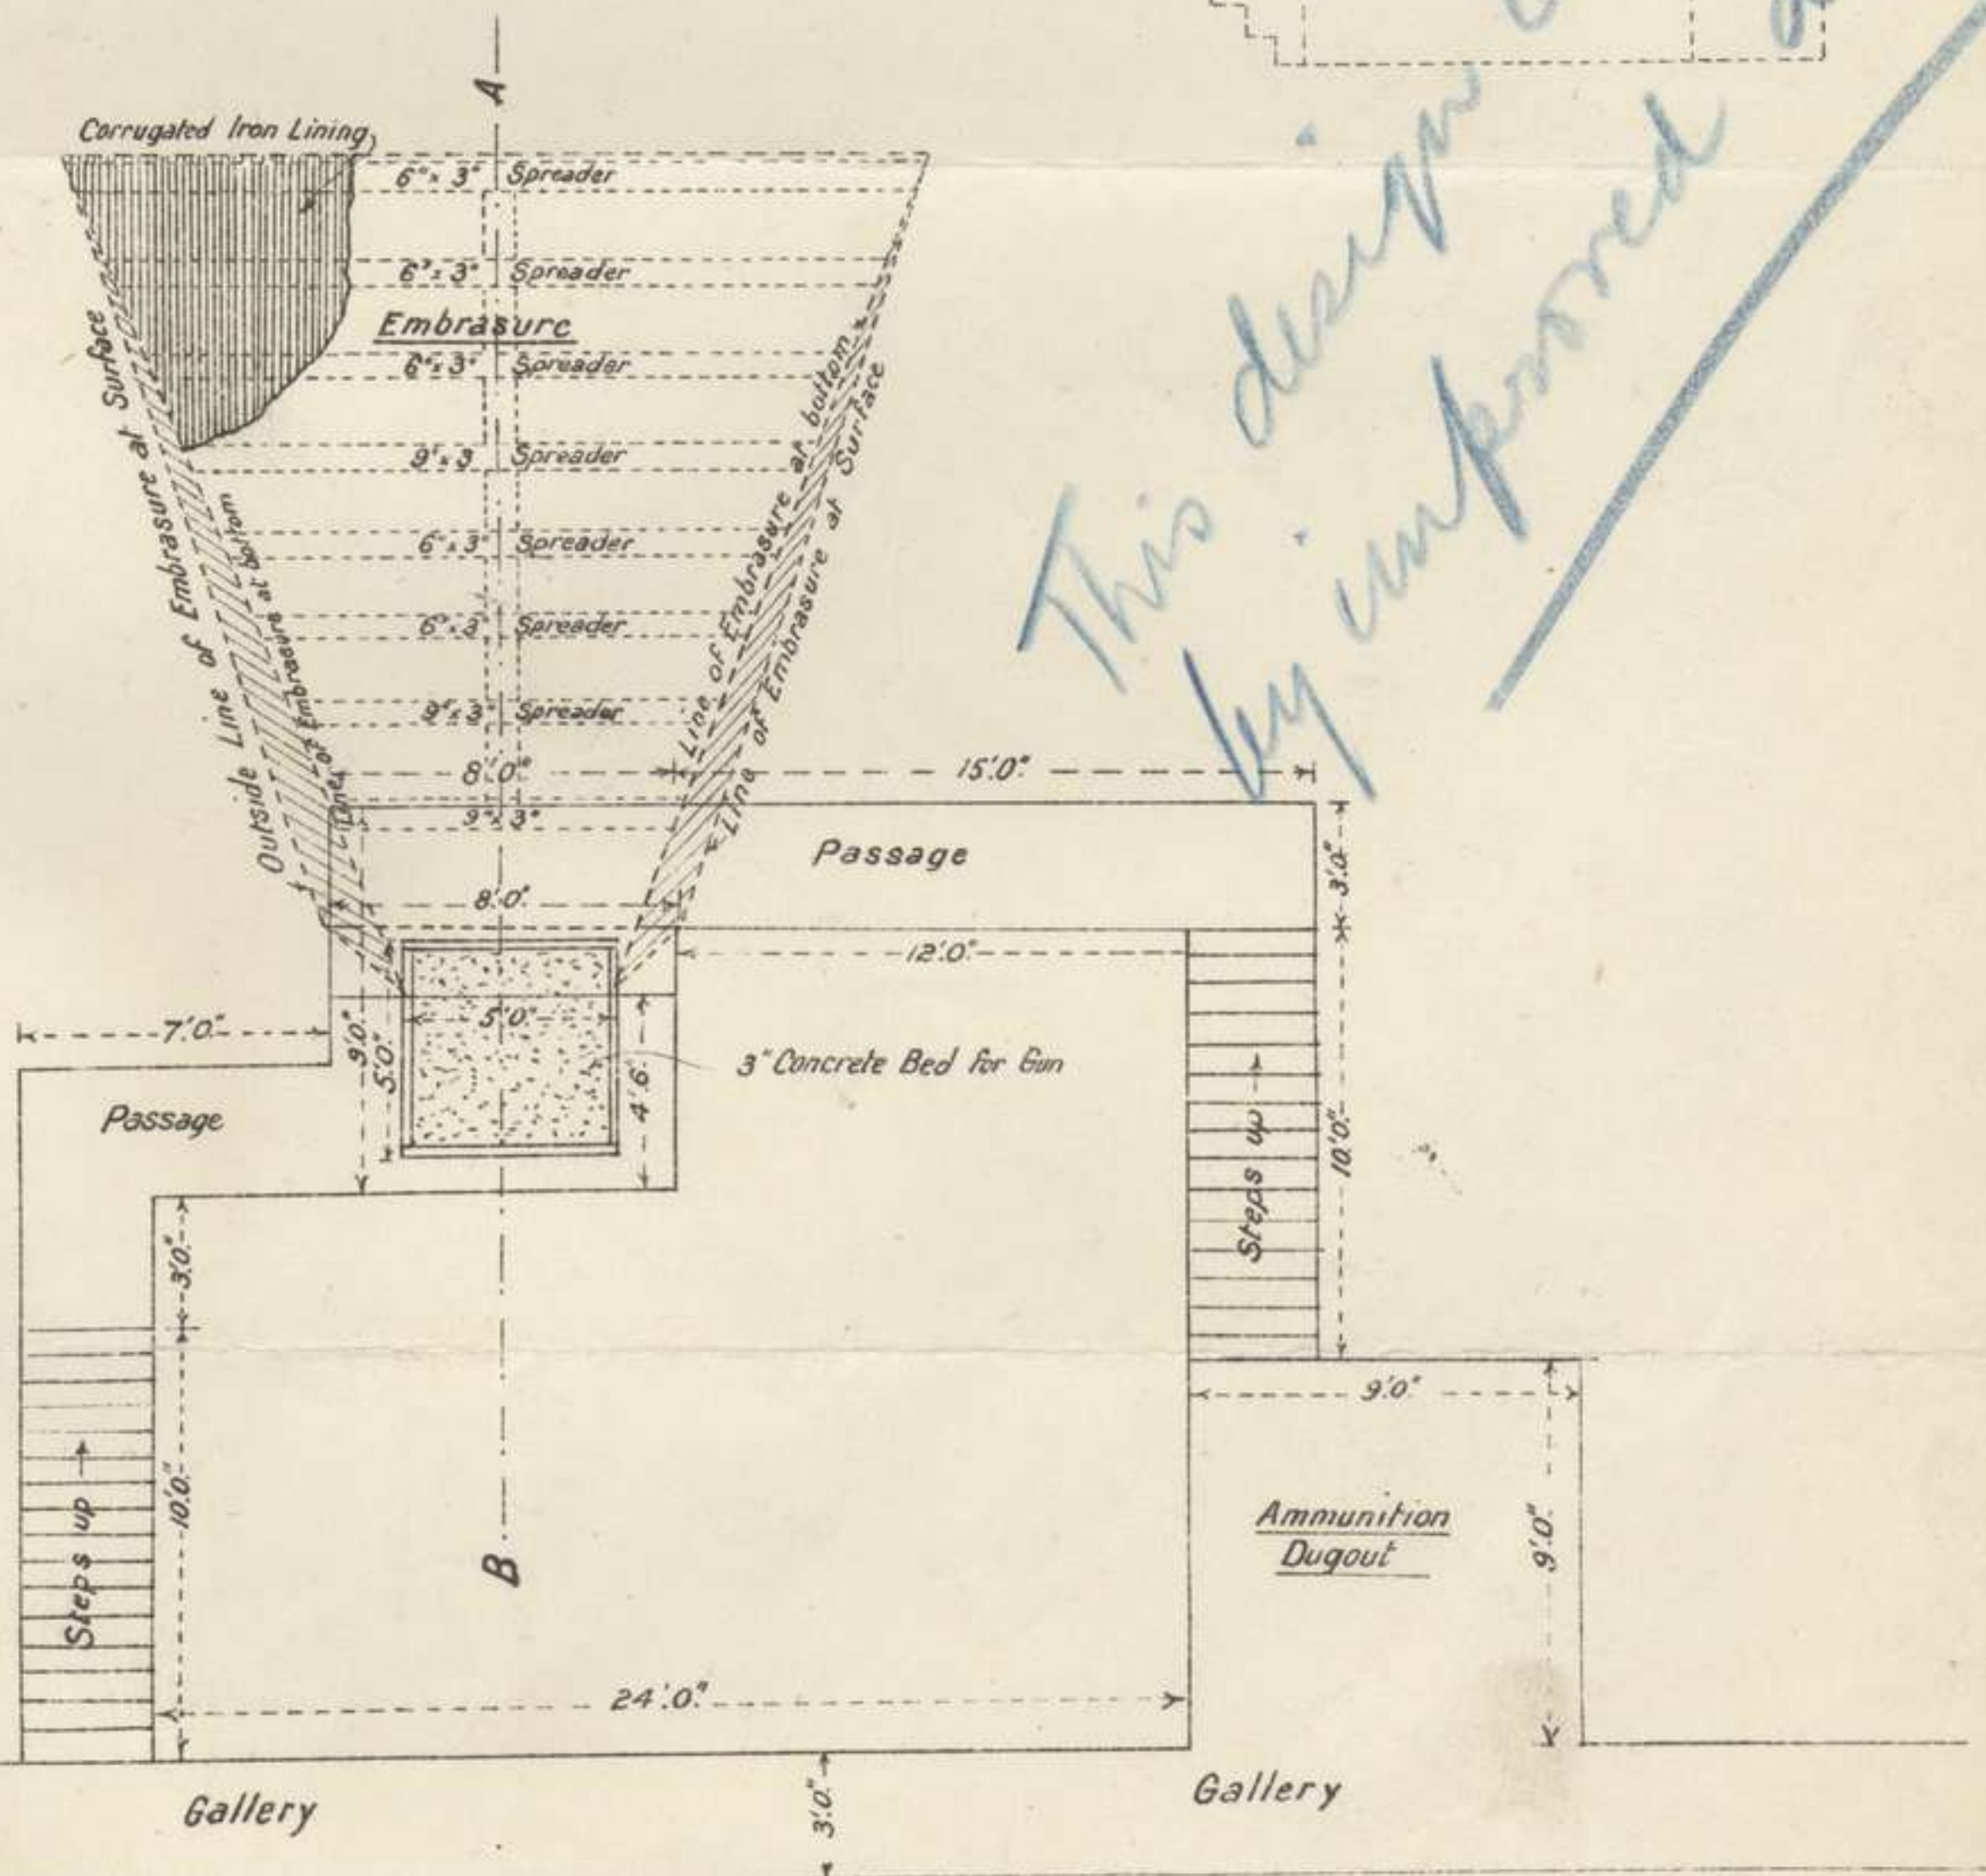 A
Corrugated Iron Lining
6" x 3" Spreader
6" x 3" Spreader
Embrasure
6" x 3" Spreader
9" x 3 Spreader
6" x 3" Spreader
6" x 3" Spreader
9" x 3" Spreader
Outside Line of Embrasure at Surface
Line of Embrasure at bottom
Line of Embrasure at bottom
Line of Embrasure at Surface
8'.0"
15'.0"
9" x 3"
Passage
3'.0"
8'.0"
12'.0"
7'.0"
9'.0"
5'.0"
5'.0"
4'.6"
3" Concrete Bed for Gun
Passage
Steps up
10'.0"
3'.0"
9'.0"
Steps up
10'.0"
B
Ammunition
Dugout
9'.0"
24'.0"
Gallery
3'.0"
Gallery
This design
by improved